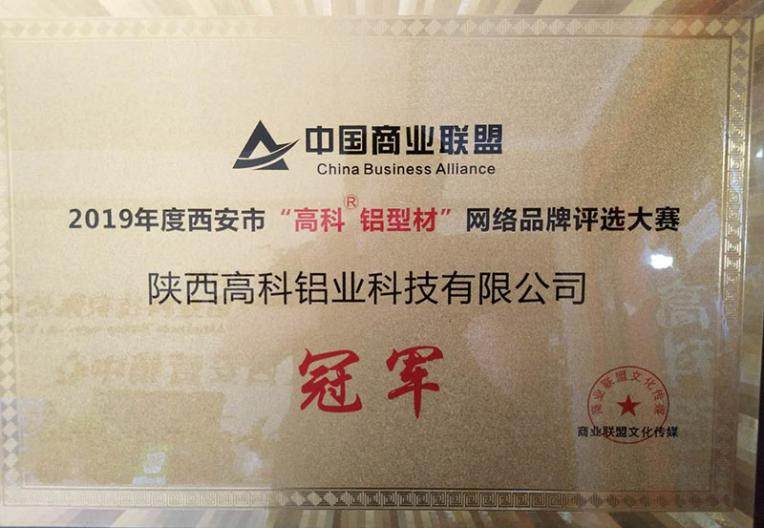 中国商业联盟
China Business Alliance
2019年度西安市“高科®铝型材”网络品牌评选大赛
陕西高科铝业科技有限公司
冠军
商业联盟文化传媒
商业联盟文化传媒
高科